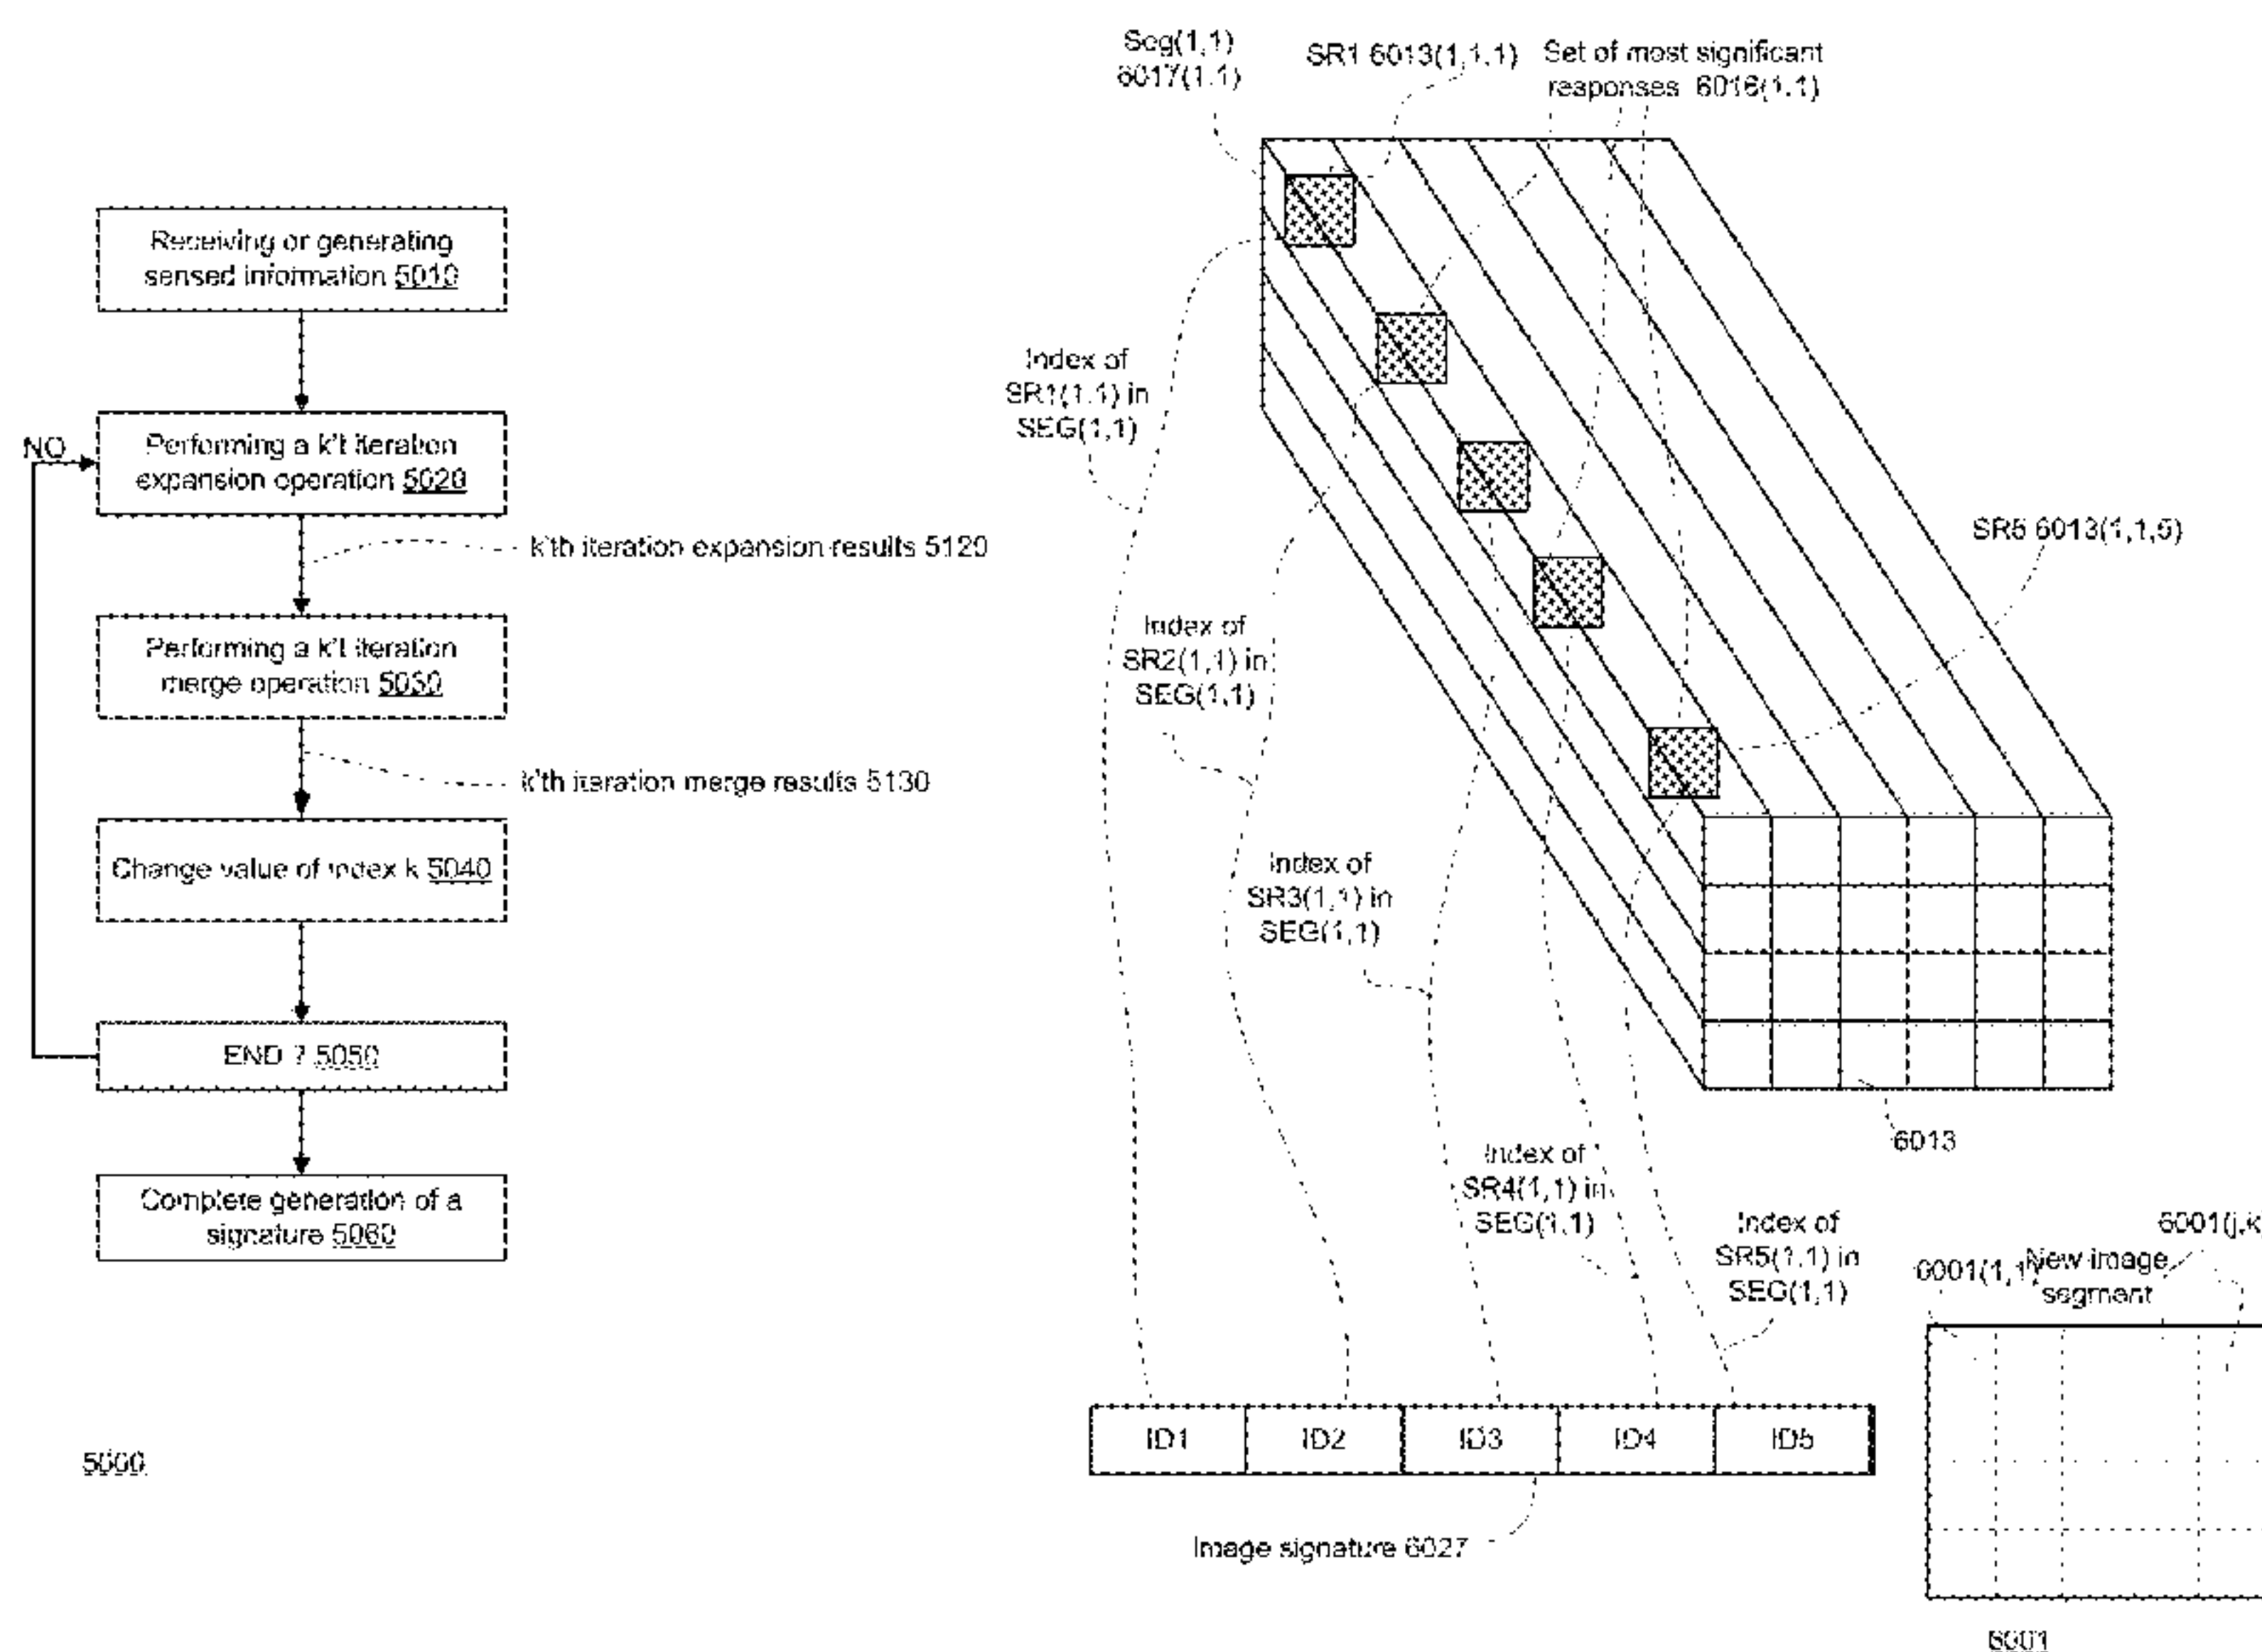 Receiving or generating
sensed information 5010
NO
Performing a k't iteration
expansion operation 5020
k'th iteration expansion results 5120
Performing a k't iteration
merge operation 5030
k'th iteration merge results 5130
Change value of index k 5040
END ? 5050
Complete generation of a
signature 5060
5000
Seg(1,1)
6017(1,1)
SR1 6013(1,1,1)
Set of most significant
responses 6016(1,1)
Index of
SR1(1,1) in
SEG(1,1)
SR5 6013(1,1,5)
Index of
SR2(1,1) in
SEG(1,1)
Index of
SR3(1,1) in
SEG(1,1)
6013
Index of
SR4(1,1) in
SEG(1,1)
Index of
SR5(1,1) in
SEG(1,1)
6001(j,k
6001(1,1)
New image
segment
ID1
ID2
ID3
ID4
ID5
Image signature 6027
6001